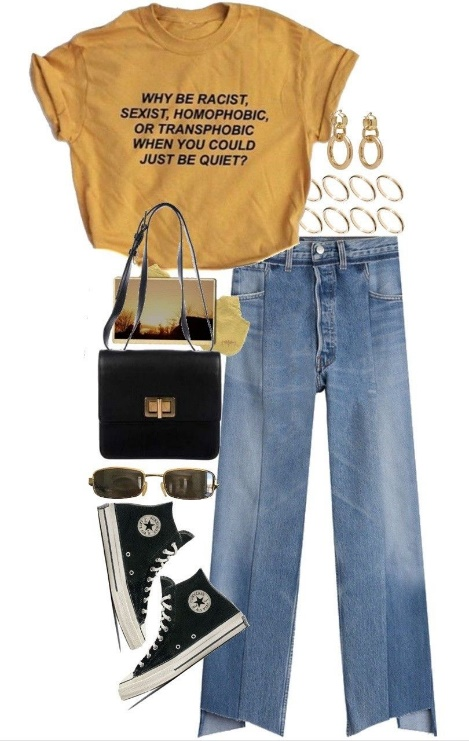 WHY BE RACIST,
SEXIST, HOMOPHOBIC,
OR TRANSPHOBIC
WHEN YOU COULD
JUST BE QUIET?